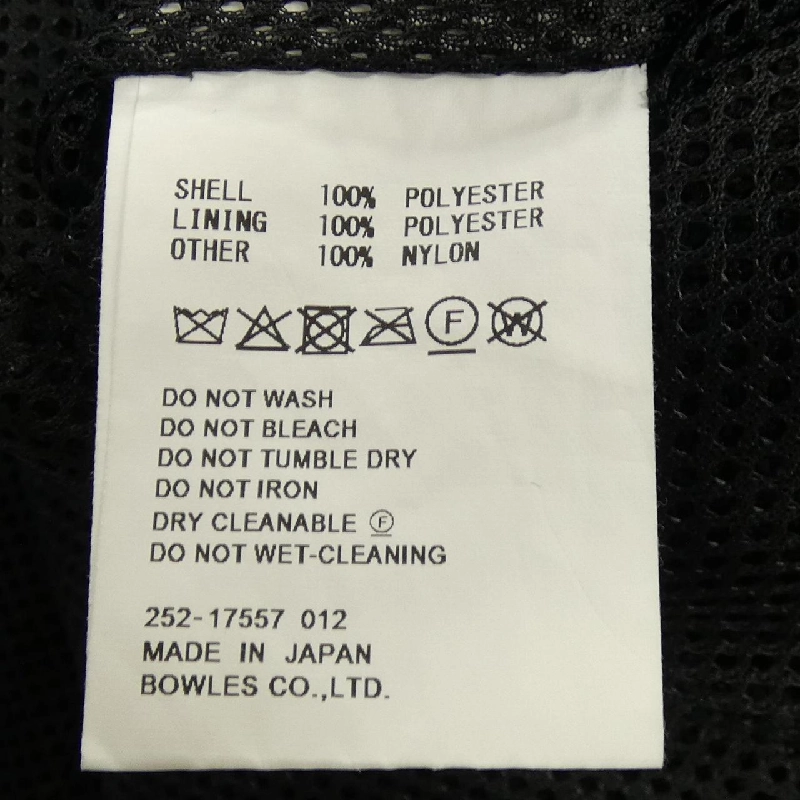 SHELL 100% POLYESTER
LINING 100% POLYESTER
OTHER 100% NYLON
F W
DO NOT WASH
DO NOT BLEACH
DO NOT TUMBLE DRY
DO NOT IRON
DRY CLEANABLE Ⓕ
DO NOT WET-CLEANING
252-17557 012
MADE IN JAPAN
BOWLES CO.,LTD.